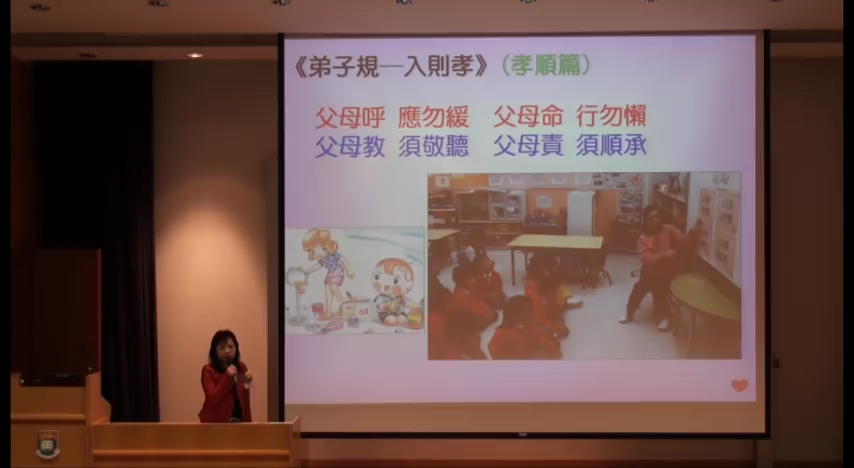 《弟子規—入則孝》（孝順篇）
父母呼 應勿緩 父母命 行勿懶
父母教 須敬聽 父母責 須順承